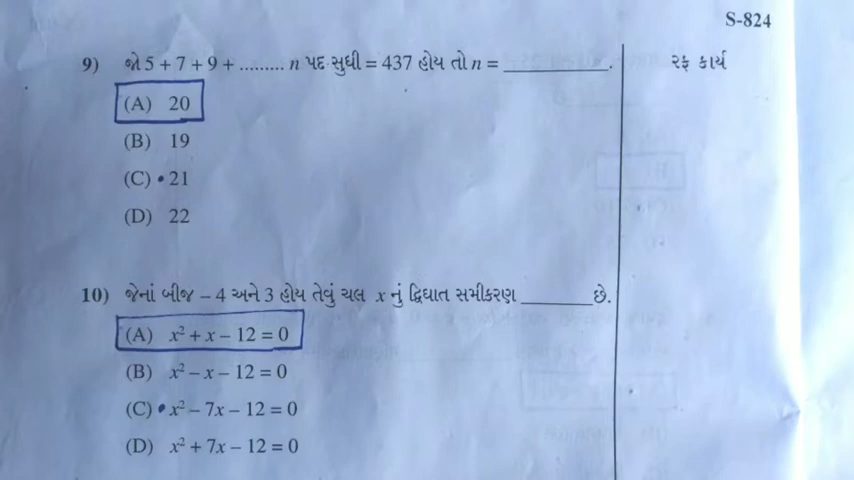 S-824
9) જો 5 + 7 + 9 + ......... n પદ સુધી = 437 હોય તો n = ___________. રફ કાર્ય
(A) 20
(B) 19
(C) 21
(D) 22
10) જેનાં બીજ – 4 અને 3 હોય તેવું ચલ x નું દ્વિઘાત સમીકરણ ________ છે.
(A) x² + x – 12 = 0
(B) x² – x – 12 = 0
(C) x² – 7x – 12 = 0
(D) x² + 7x – 12 = 0